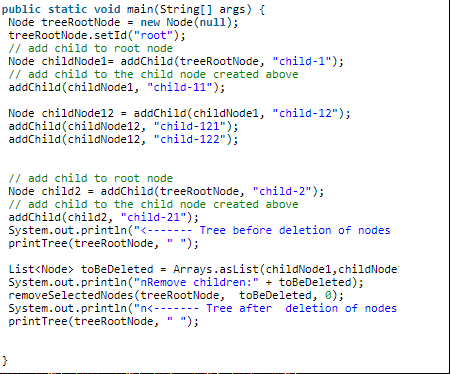 public static void main(String[] args) {
Node treeRootNode = new Node(null);
treeRootNode.setId("root");
// add child to root node
Node childNode1= addChild(treeRootNode, "child-1");
// add child to the child node created above
addChild(childNode1, "child-11");
Node childNode12 = addChild(childNode1, "child-12");
addChild(childNode12, "child-121");
addChild(childNode12, "child-122");
// add child to root node
Node child2 = addChild(treeRootNode, "child-2");
// add child to the child node created above
addChild(child2, "child-21");
System.out.println("<------- Tree before deletion of nodes
printTree(treeRootNode, " ");
List<Node> toBeDeleted = Arrays.asList(childNode1,childNode
System.out.println("nRemove children:" + toBeDeleted);
removeSelectedNodes(treeRootNode,  toBeDeleted, 0);
System.out.println("n<------- Tree after  deletion of nodes
printTree(treeRootNode, " ");
}